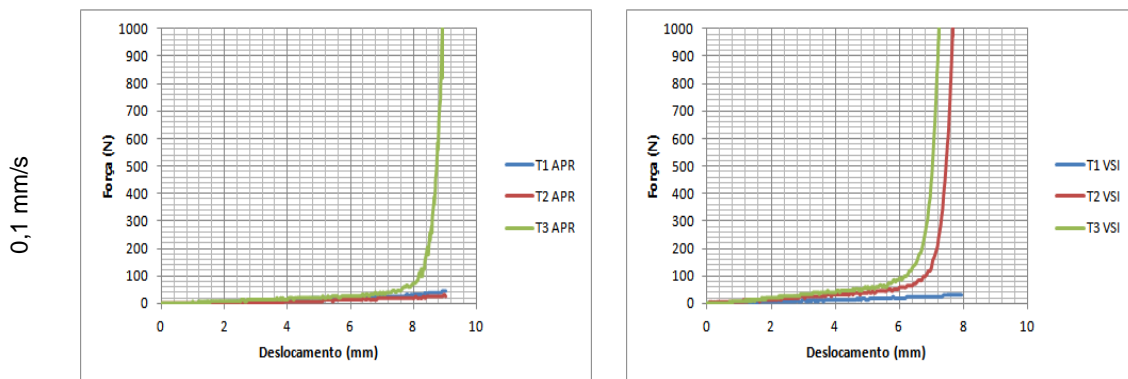 0,1 mm/s
1000
900
800
700
600
500
400
300
200
100
0
Força (N)
0 2 4 6 8 10
Deslocamento (mm)
T1 APR
T2 APR
T3 APR
1000
900
800
700
600
500
400
300
200
100
0
Força (N)
0 2 4 6 8 10
Deslocamento (mm)
T1 VSI
T2 VSI
T3 VSI